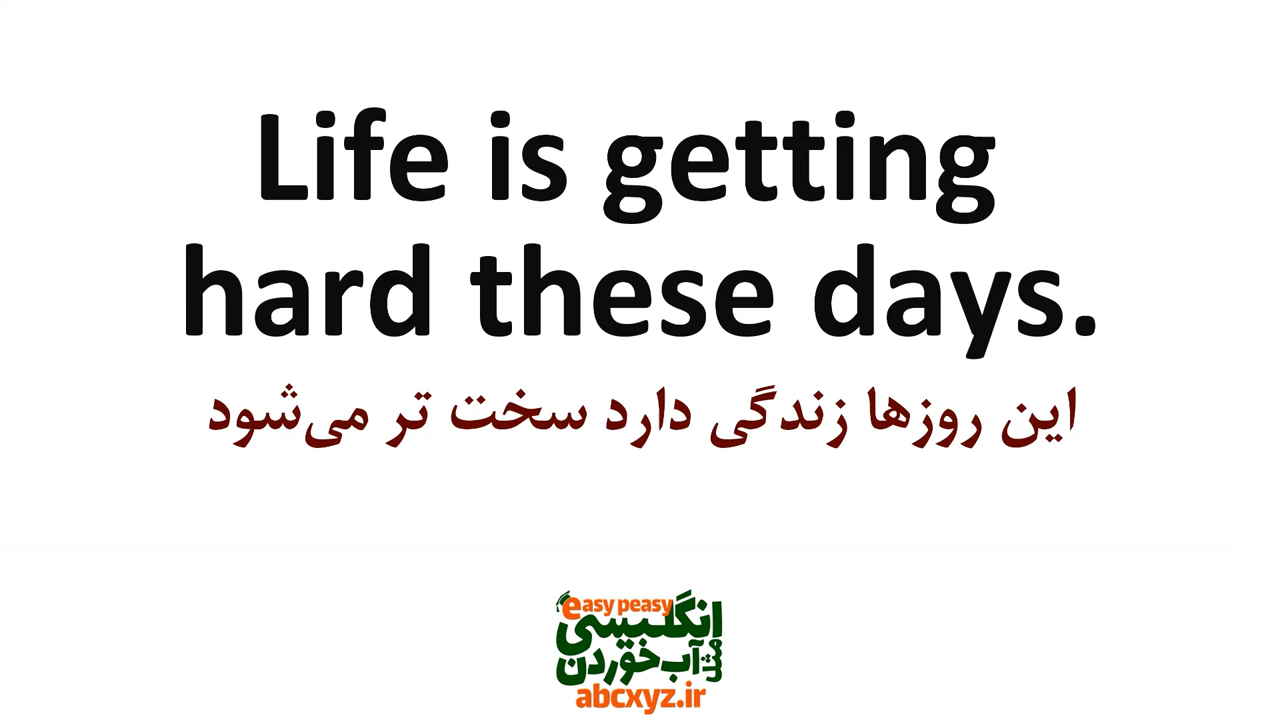 Life is getting
hard these days.
این روزها زندگی دارد سخت تر می‌شود
easy peasy
انگلیسی
مثل آب خوردن
abcxyz.ir